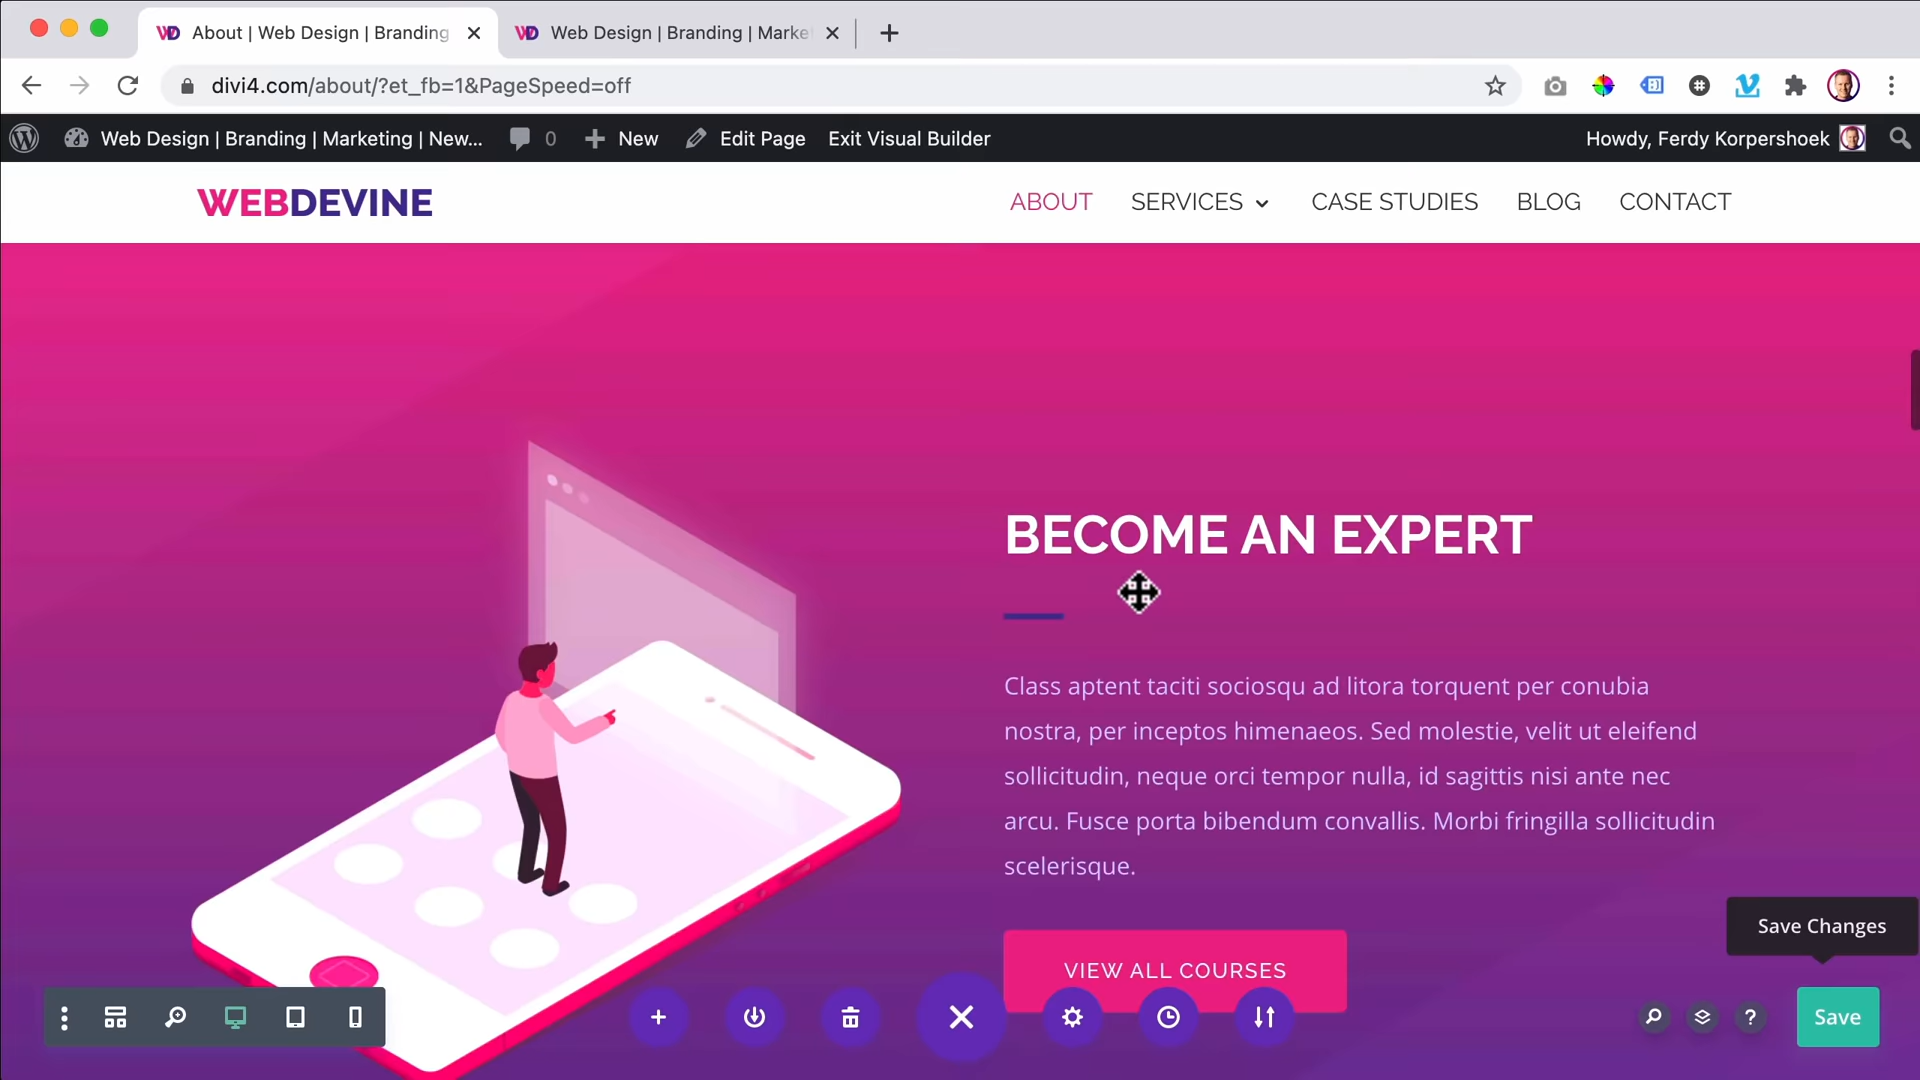 About | Web Design | Branding
Web Design | Branding | Marke
divi4.com/about/?et_fb=1&PageSpeed=off
Web Design | Branding | Marketing | New...
0
New
Edit Page
Exit Visual Builder
Howdy, Ferdy Korpershoek
WEBDEVINE
ABOUT
SERVICES
CASE STUDIES
BLOG
CONTACT
BECOME AN EXPERT
Class aptent taciti sociosqu ad litora torquent per conubia
nostra, per inceptos himenaeos. Sed molestie, velit ut eleifend
sollicitudin, neque orci tempor nulla, id sagittis nisi ante nec
arcu. Fusce porta bibendum convallis. Morbi fringilla sollicitudin
scelerisque.
Save Changes
VIEW ALL COURSES
?
Save